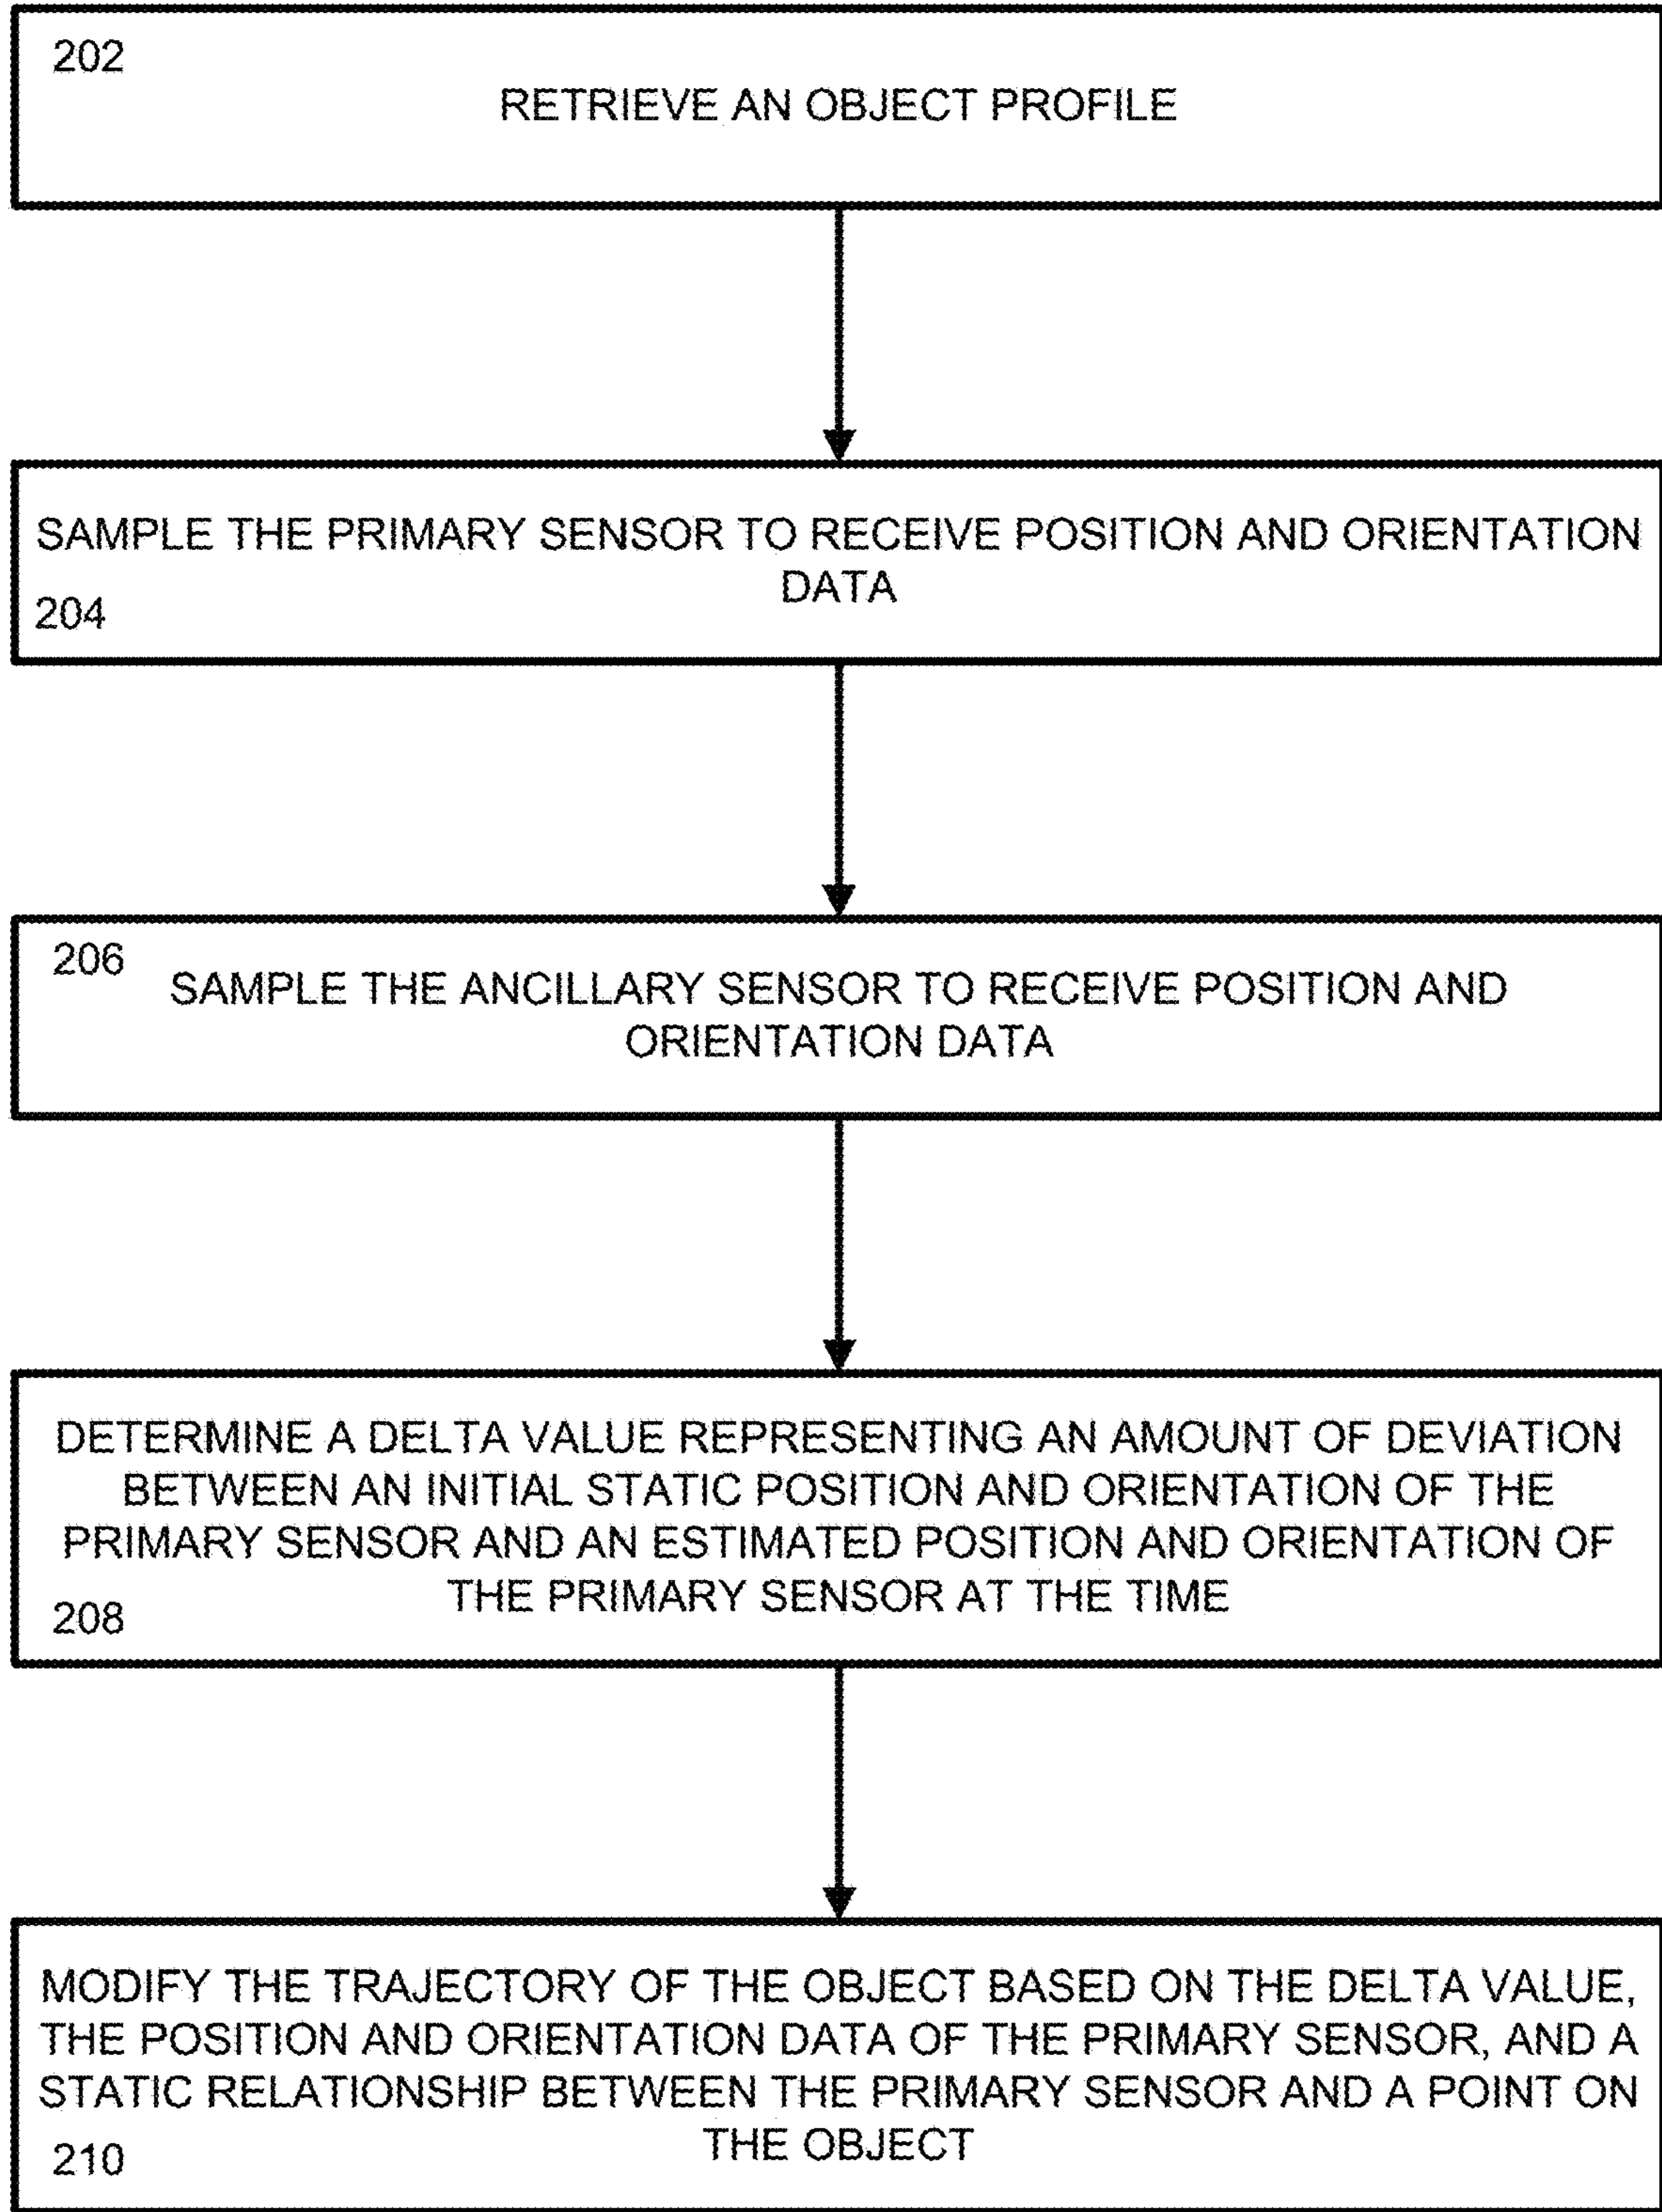 202
RETRIEVE AN OBJECT PROFILE
SAMPLE THE PRIMARY SENSOR TO RECEIVE POSITION AND ORIENTATION
DATA
204
206
SAMPLE THE ANCILLARY SENSOR TO RECEIVE POSITION AND
ORIENTATION DATA
DETERMINE A DELTA VALUE REPRESENTING AN AMOUNT OF DEVIATION
BETWEEN AN INITIAL STATIC POSITION AND ORIENTATION OF THE
PRIMARY SENSOR AND AN ESTIMATED POSITION AND ORIENTATION OF
THE PRIMARY SENSOR AT THE TIME
208
MODIFY THE TRAJECTORY OF THE OBJECT BASED ON THE DELTA VALUE,
THE POSITION AND ORIENTATION DATA OF THE PRIMARY SENSOR, AND A
STATIC RELATIONSHIP BETWEEN THE PRIMARY SENSOR AND A POINT ON
THE OBJECT
210